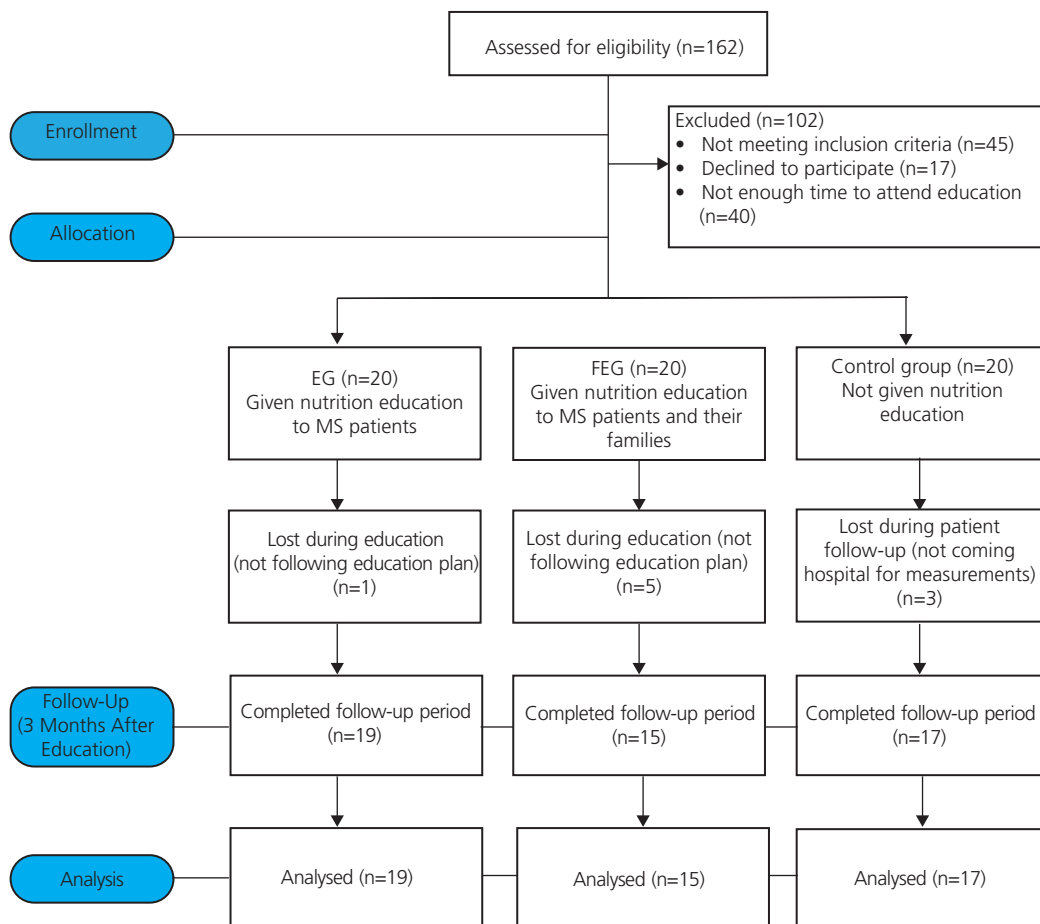 Assessed for eligibility (n=162)
Enrollment
Excluded (n=102)
• Not meeting inclusion criteria (n=45)
• Declined to participate (n=17)
• Not enough time to attend education
(n=40)
Allocation
EG (n=20)
Given nutrition education
to MS patients
FEG (n=20)
Given nutrition education
to MS patients and their
families
Control group (n=20)
Not given nutrition
education
Lost during education
(not following education plan)
(n=1)
Lost during education (not
following education plan)
(n=5)
Lost during patient
follow-up (not coming
hospital for measurements)
(n=3)
Follow-Up
(3 Months After
Education)
Completed follow-up period
(n=19)
Completed follow-up period
(n=15)
Completed follow-up period
(n=17)
Analysis
Analysed (n=19)
Analysed (n=15)
Analysed (n=17)